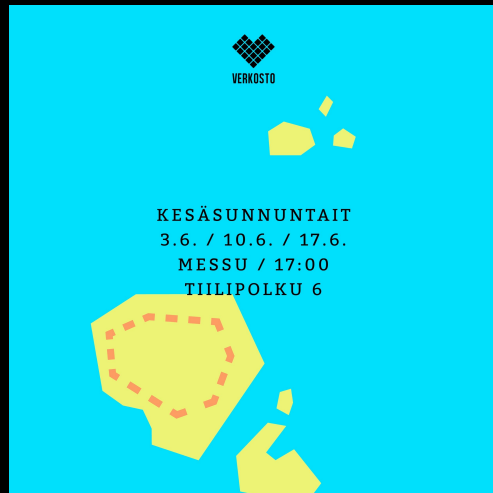 VERKOSTO
KESÄSUNNUNTAIT
3.6. / 10.6. / 17.6.
MESSU / 17:00
TIILIPOLKU 6